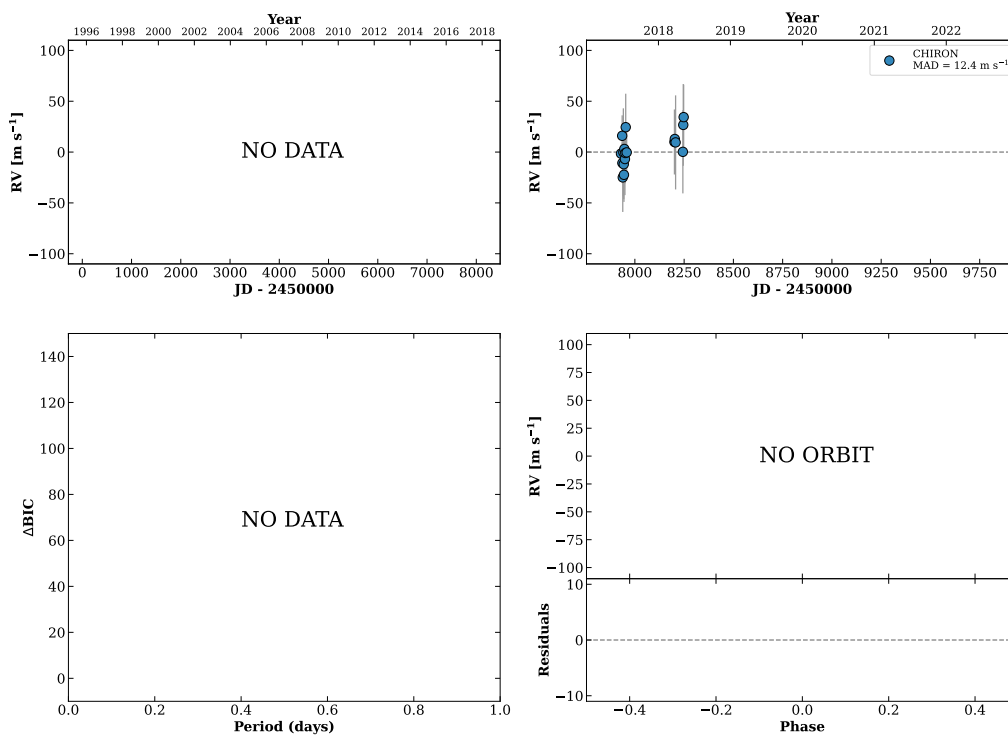 Year
1996 1998 2000 2002 2004 2006 2008 2010 2012 2014 2016 2018
100
50
0
−50
−100
RV [m s⁻¹]
NO DATA
0 1000 2000 3000 4000 5000 6000 7000 8000
JD - 2450000
Year
2018 2019 2020 2021 2022
100
50
0
−50
−100
RV [m s⁻¹]
CHIRON
MAD = 12.4 m s⁻¹
8000 8250 8500 8750 9000 9250 9500 9750
JD - 2450000
140
120
100
80
60
40
20
0
ΔBIC
NO DATA
0.0 0.2 0.4 0.6 0.8 1.0
Period (days)
100
75
50
25
0
−25
−50
−75
−100
RV [m s⁻¹]
NO ORBIT
10
0
−10
Residuals
−0.4 −0.2 0.0 0.2 0.4
Phase